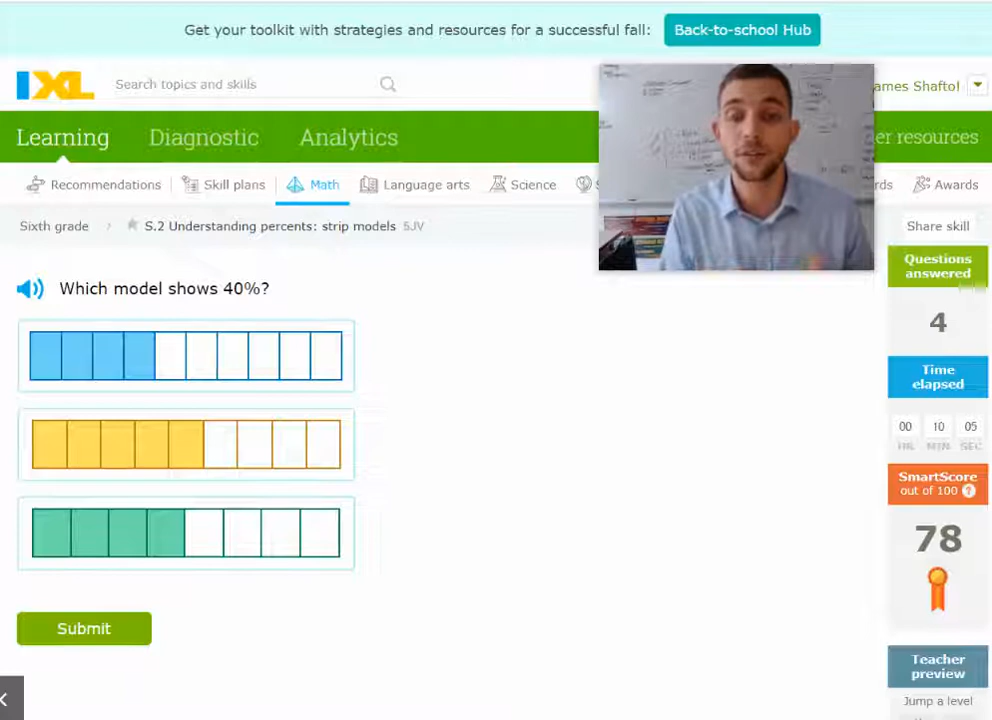 Get your toolkit with strategies and resources for a successful fall: Back-to-school Hub
IXL Search topics and skills ames Shafto!
Learning Diagnostic Analytics er resources
Recommendations Skill plans Math Language arts Science S rds Awards
Sixth grade > S.2 Understanding percents: strip models 5JV Share skill
Which model shows 40%?
Submit
Questions
answered
4
Time
elapsed
00 10 05
HR MIN SEC
SmartScore
out of 100 ?
78
Teacher
preview
Jump a level